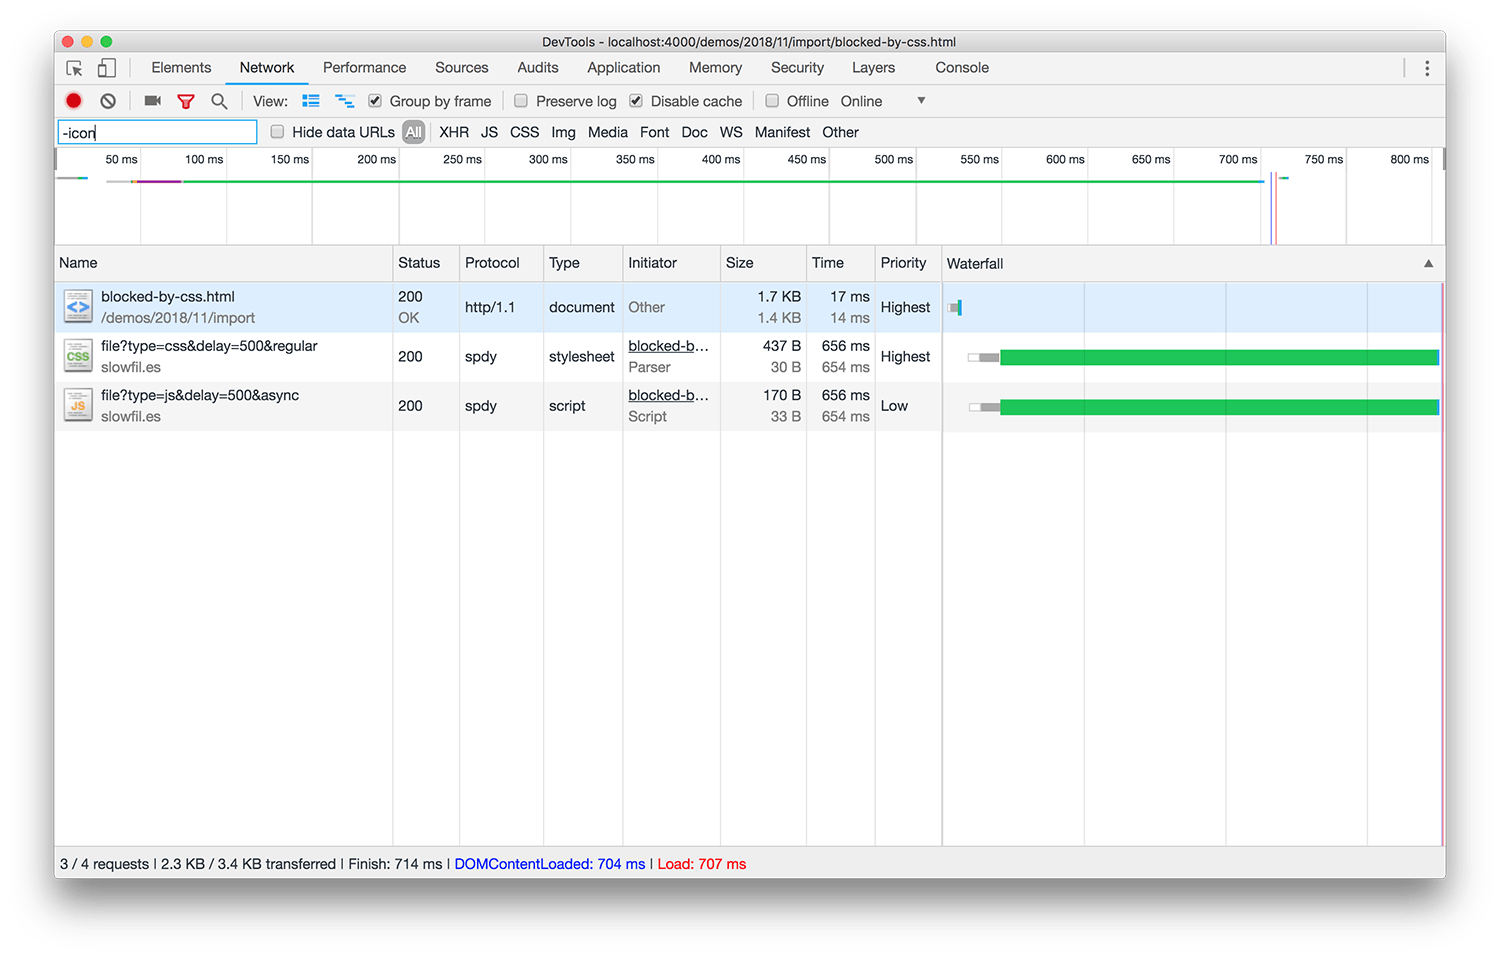 DevTools - localhost:4000/demos/2018/11/import/blocked-by-css.html
Elements Network Performance Sources Audits Application Memory Security Layers Console
View: Group by frame Preserve log Disable cache Offline Online
-icon Hide data URLs All XHR JS CSS Img Media Font Doc WS Manifest Other
50 ms 100 ms 150 ms 200 ms 250 ms 300 ms 350 ms 400 ms 450 ms 500 ms 550 ms 600 ms 650 ms 700 ms 750 ms 800 ms
Name Status Protocol Type Initiator Size Time Priority Waterfall
blocked-by-css.html 200 http/1.1 document Other 1.7 KB 17 ms Highest
/demos/2018/11/import OK 1.4 KB 14 ms
CSS file?type=css&delay=500&regular 200 spdy stylesheet blocked-b… 437 B 656 ms Highest
slowfil.es Parser 30 B 654 ms
JS file?type=js&delay=500&async 200 spdy script blocked-b… 170 B 656 ms Low
slowfil.es Script 33 B 654 ms
3 / 4 requests | 2.3 KB / 3.4 KB transferred | Finish: 714 ms | DOMContentLoaded: 704 ms | Load: 707 ms